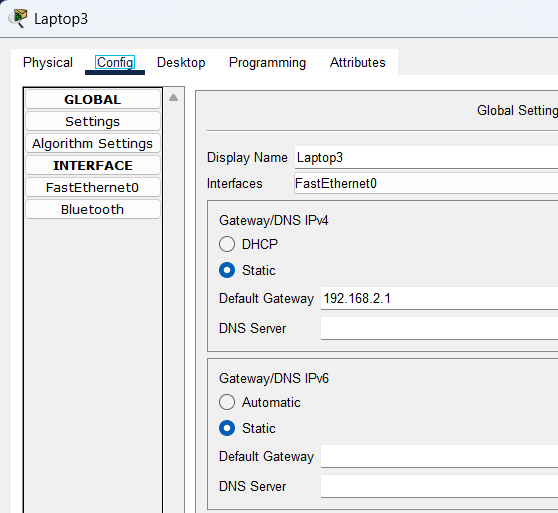 Laptop3
Physical Config Desktop Programming Attributes
GLOBAL
Settings
Algorithm Settings
INTERFACE
FastEthernet0
Bluetooth
Global Setting
Display Name Laptop3
Interfaces FastEthernet0
Gateway/DNS IPv4
DHCP
Static
Default Gateway 192.168.2.1
DNS Server
Gateway/DNS IPv6
Automatic
Static
Default Gateway
DNS Server